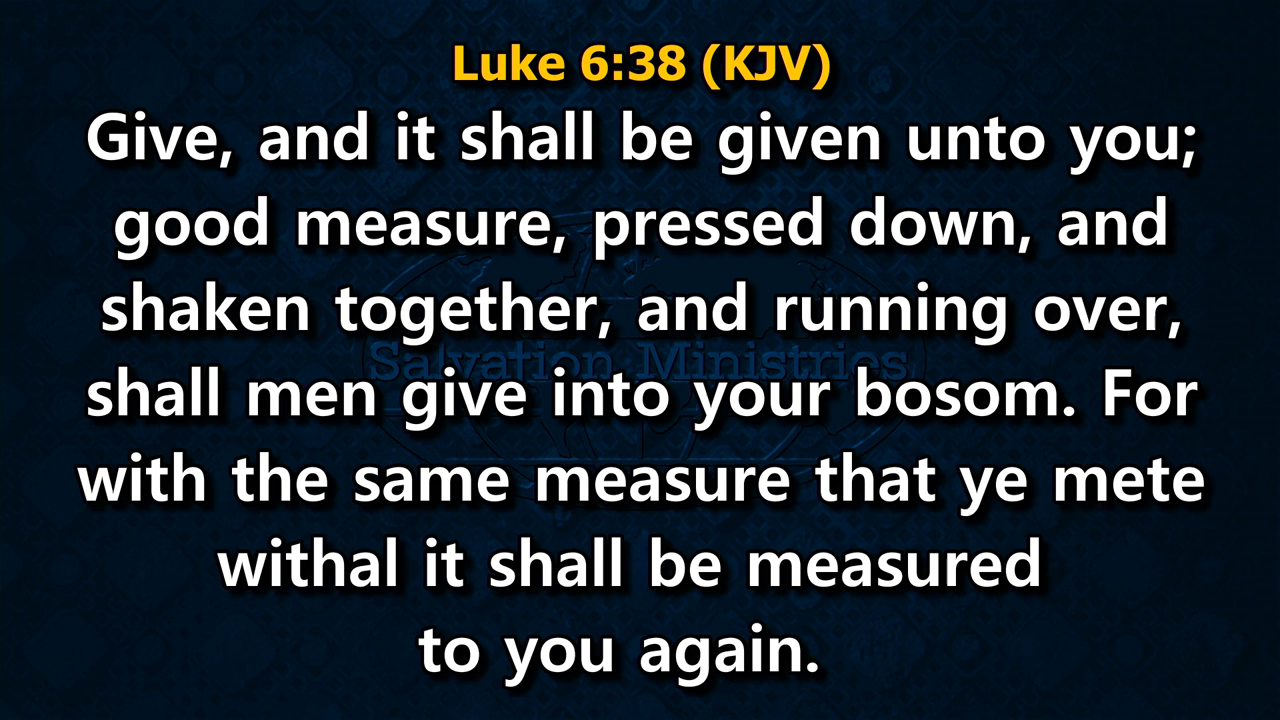 Luke 6:38 (KJV)
Give, and it shall be given unto you;
good measure, pressed down, and
shaken together, and running over,
Salvation Ministries
shall men give into your bosom. For
with the same measure that ye mete
withal it shall be measured
to you again.